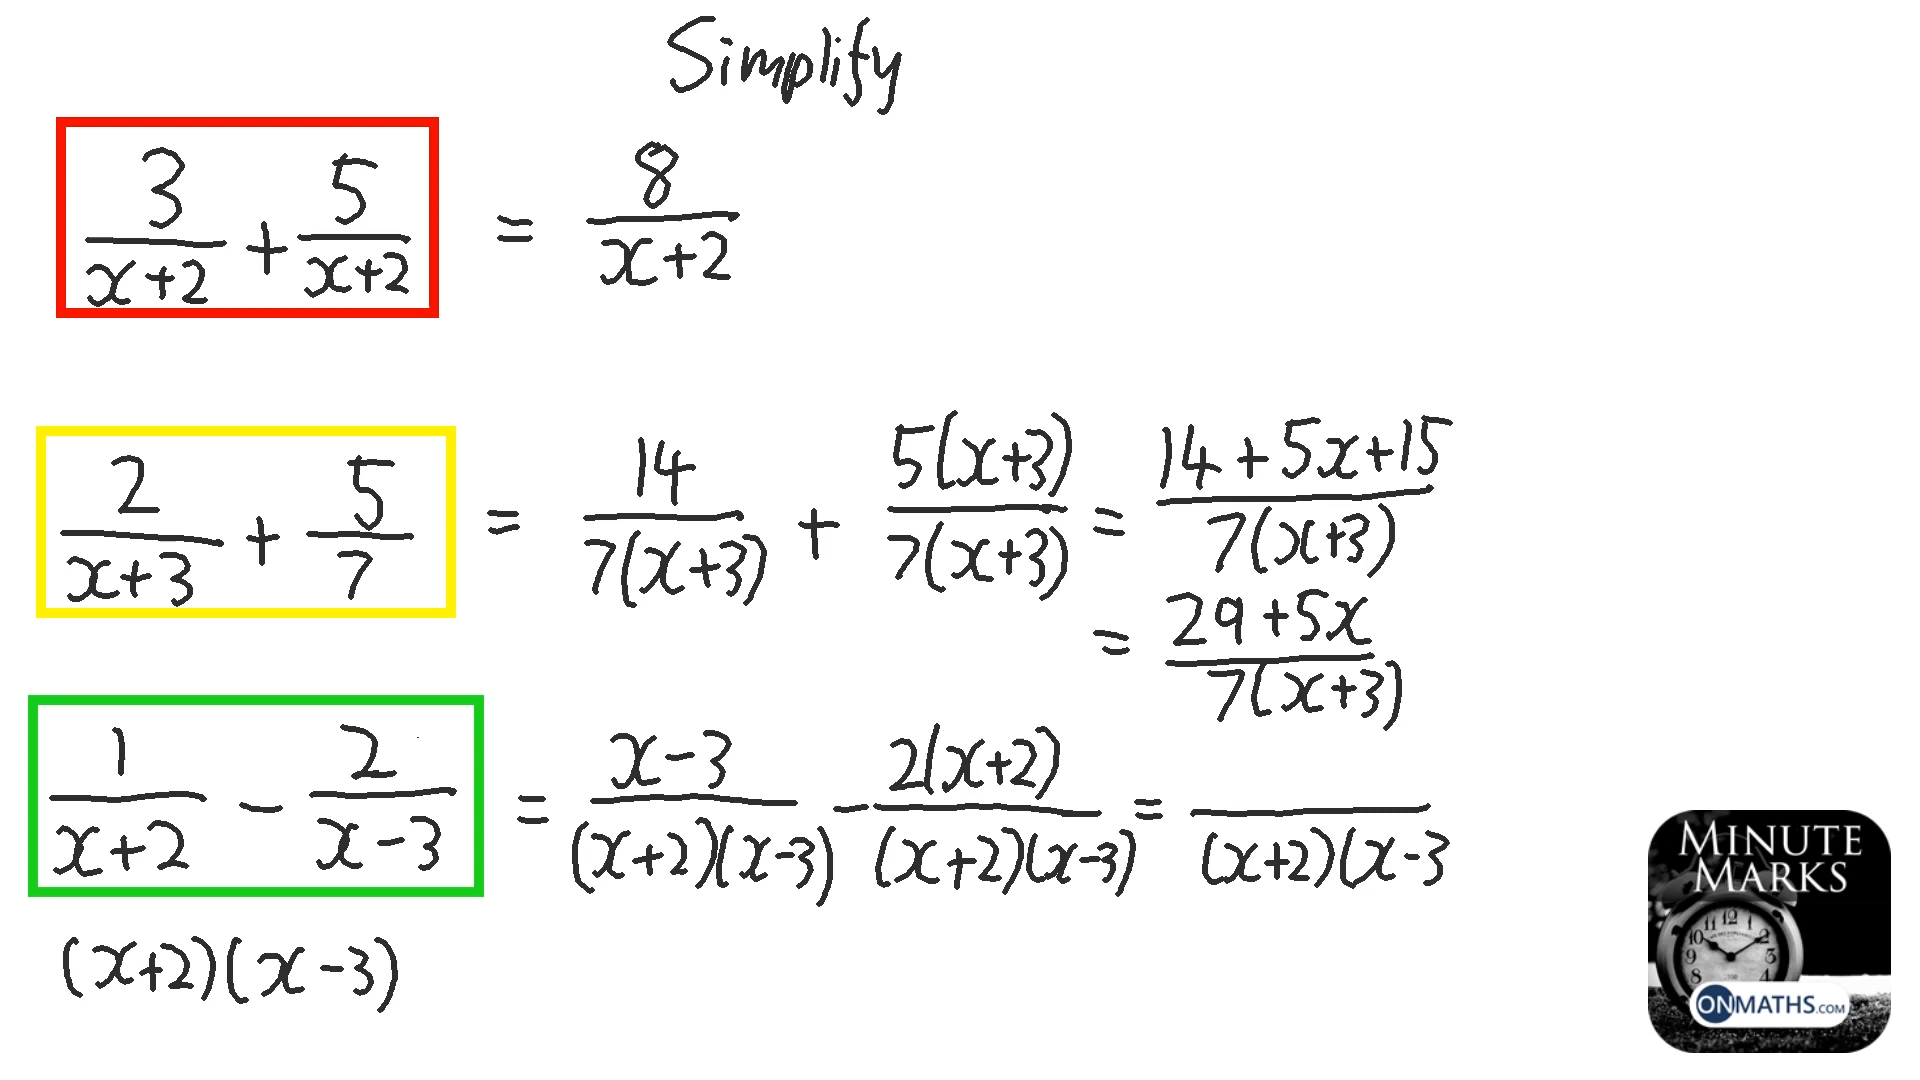 Simplify
3/(x+2) + 5/(x+2) = 8/(x+2)
2/(x+3) + 5/7 = 14/7(x+3) + 5(x+3)/7(x+3) = 14+5x+15/7(x+3)
= 29+5x/7(x+3)
1/(x+2) - 2/(x-3) = x-3/(x+2)(x-3) - 2(x+2)/(x+2)(x-3) = /(x+2)(x-3
(x+2)(x-3)
MINUTE
MARKS
ONMATHS.COM